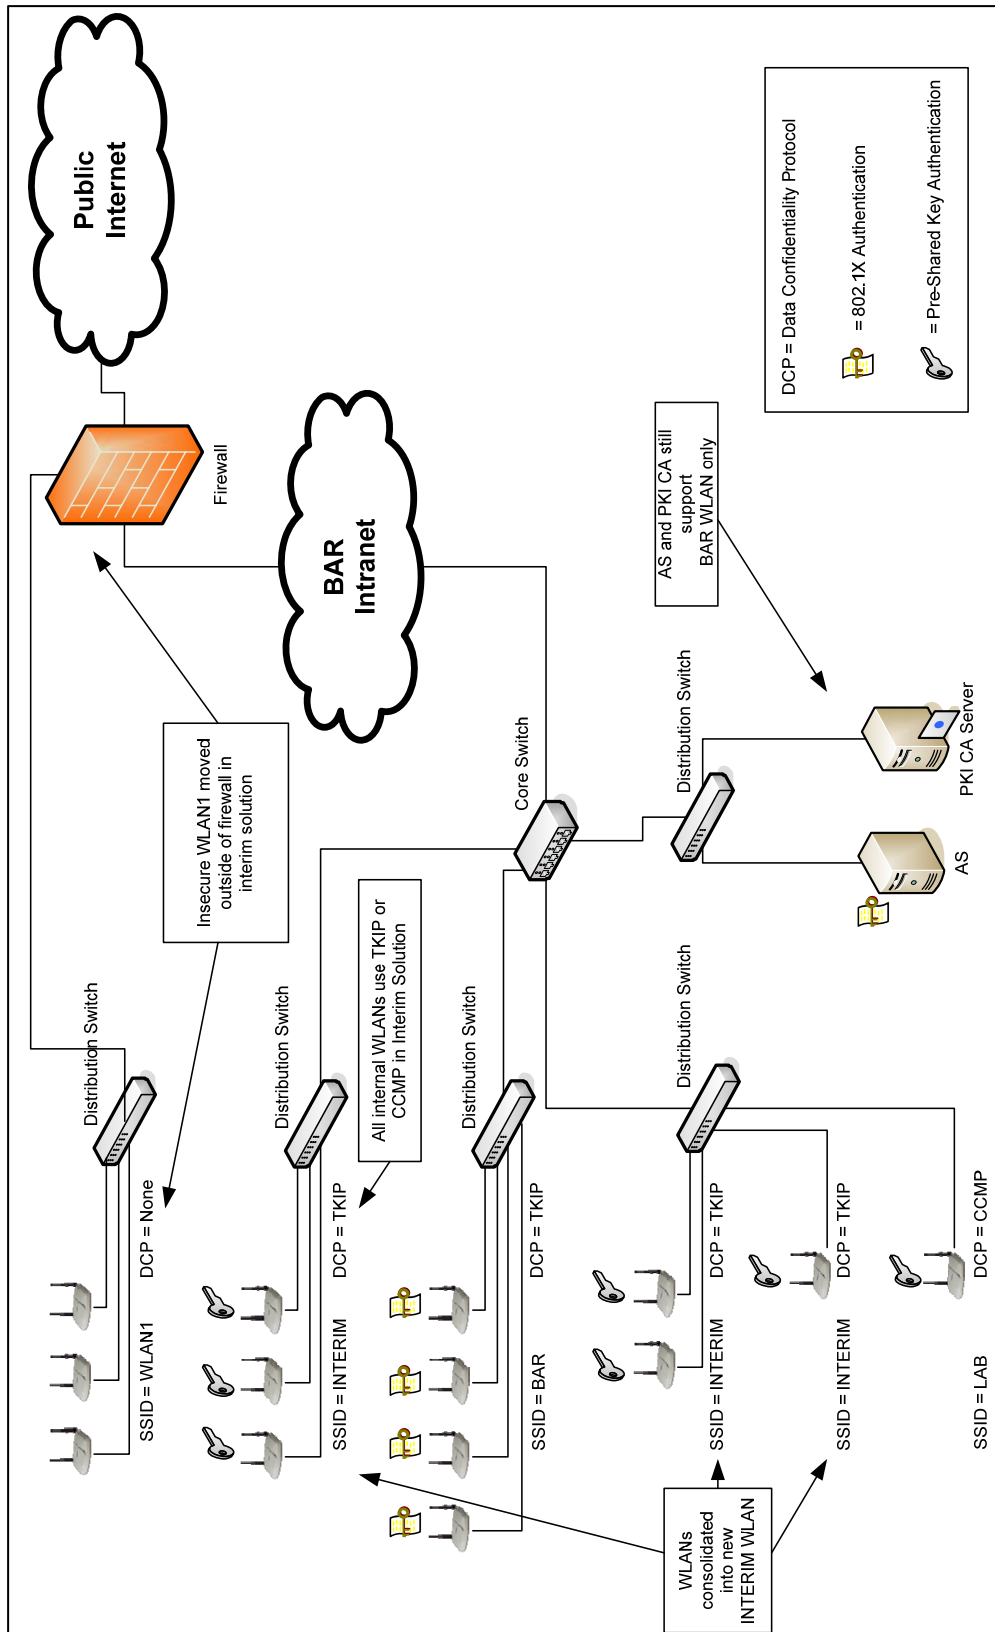 Public
Internet
Firewall
BAR
Intranet
DCP = Data Confidentiality Protocol
= 802.1X Authentication
= Pre-Shared Key Authentication
Insecure WLAN1 moved
outside of firewall in
interim solution
Core Switch
AS and PKI CA still
support
BAR WLAN only
Distribution Switch
PKI CA Server
AS
Distribution Switch
SSID = WLAN1
DCP = None
Distribution Switch
SSID = INTERIM
DCP = TKIP
All internal WLANs use TKIP or
CCMP in Interim Solution
Distribution Switch
SSID = BAR
DCP = TKIP
Distribution Switch
SSID = INTERIM
DCP = TKIP
SSID = INTERIM
DCP = TKIP
SSID = LAB
DCP = CCMP
WLANs
consolidated
into new
INTERIM WLAN